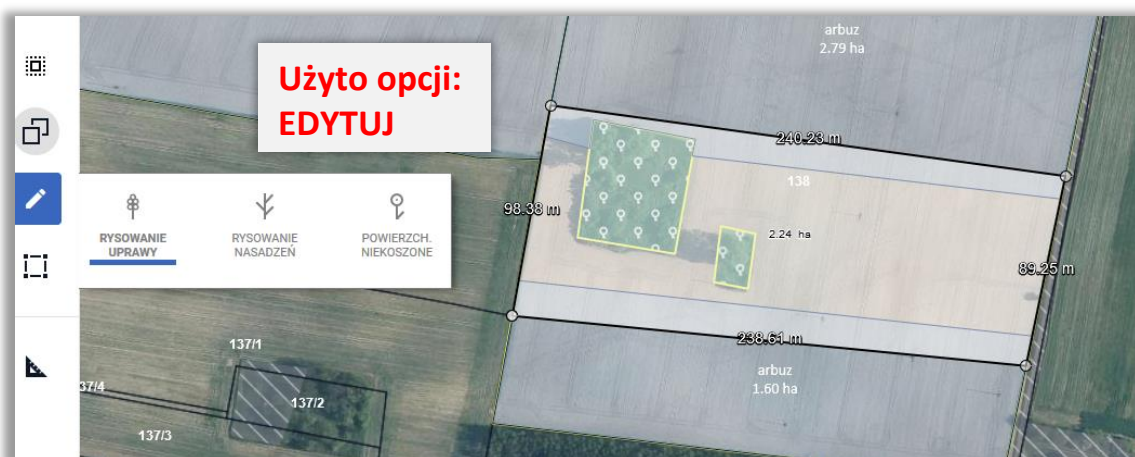 arbuz
2.79 ha
Użyto opcji:
EDYTUJ
240.23 m
138
98.38 m
RYSOWANIE
UPRAWY
RYSOWANIE
NASADZEŃ
POWIERZCH.
NIEKOSZONE
2.24 ha
89.25 m
238.61 m
137/1
arbuz
1.60 ha
37/4
137/2
137/3